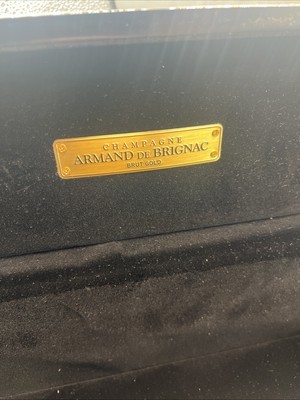 CHAMPAGNE
ARMAND DE BRIGNAC
BRUT GOLD